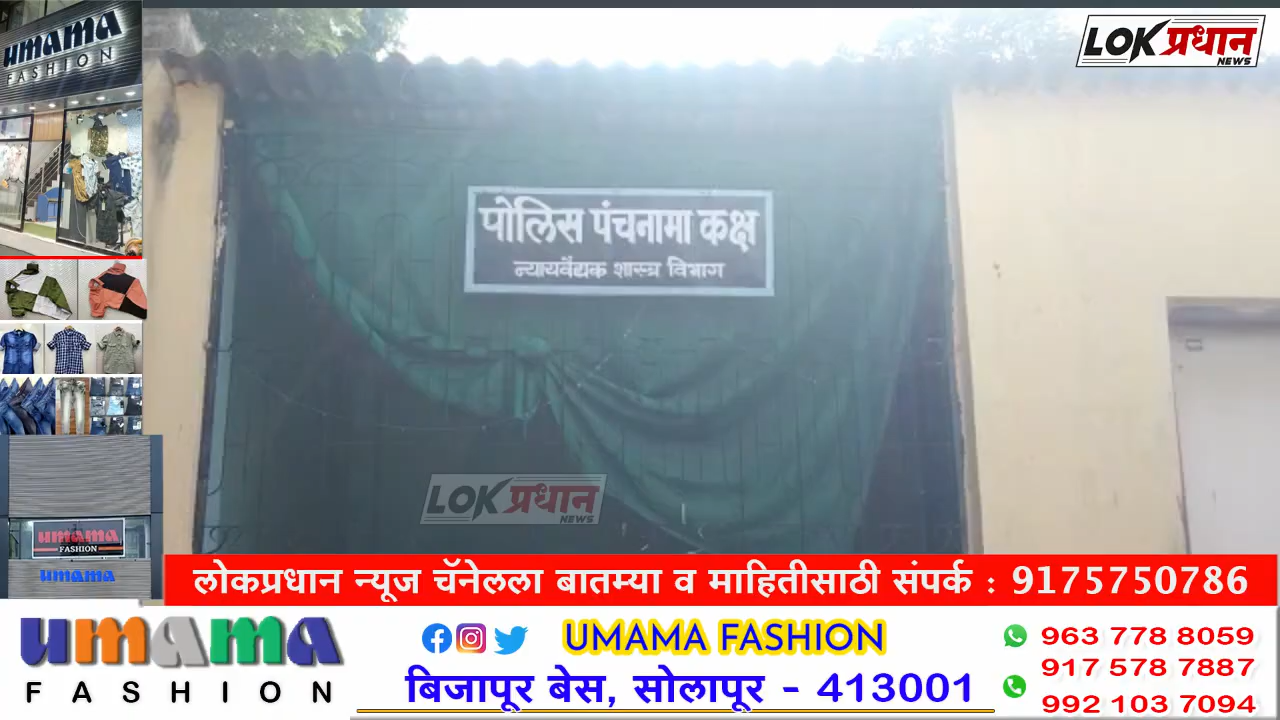 umama
FASHION
LOKप्रधान
NEWS
पोलिस पंचनामा कक्ष
न्यायवैद्यक शास्त्र विभाग
LOKप्रधान
NEWS
umama
FASHION
umama
लोकप्रधान न्यूज चॅनेलला बातम्या व माहितीसाठी संपर्क : 9175750786
umama
FASHION
UMAMA FASHION
बिजापूर बेस, सोलापूर - 413001
963 778 8059
917 578 7887
992 103 7094